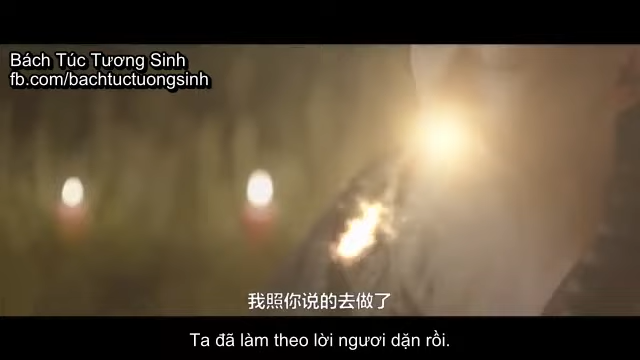 Bách Túc Tương Sinh
fb.com/bachtuctuongsinh
我照你说的去做了
Ta đã làm theo lời ngươi dặn rồi.